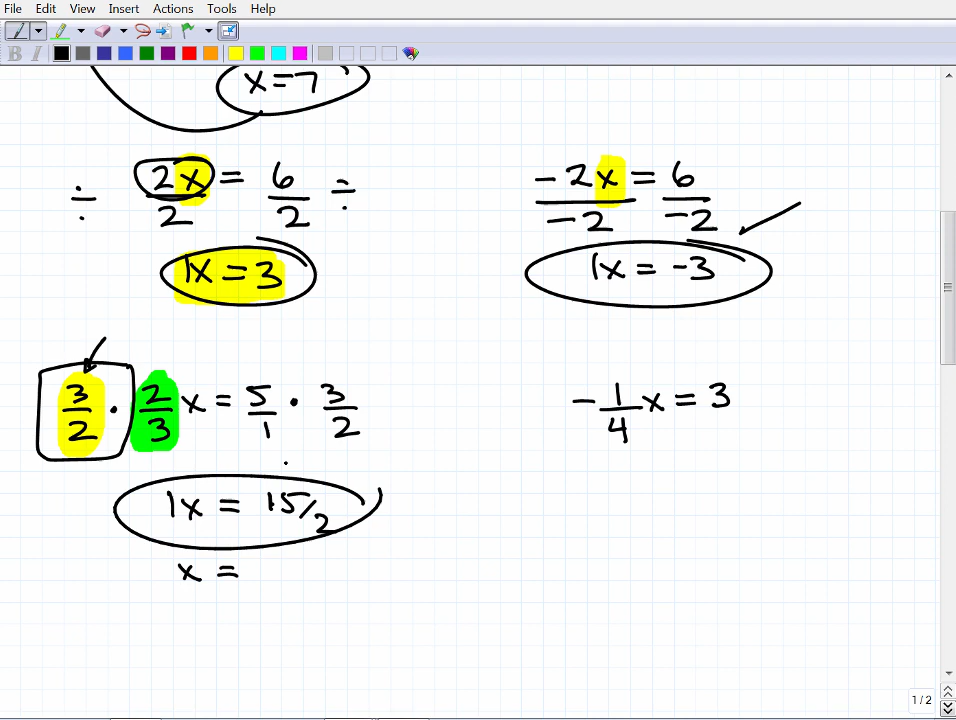 File Edit View Insert Actions Tools Help
B I
x = 7
÷ 2x/2 = 6/2 ÷
1x = 3
-2x/-2 = 6/-2
1x = -3
3/2 · 2/3 x = 5/1 · 3/2
1x = 15/2
x =
-1/4 x = 3
1 / 2